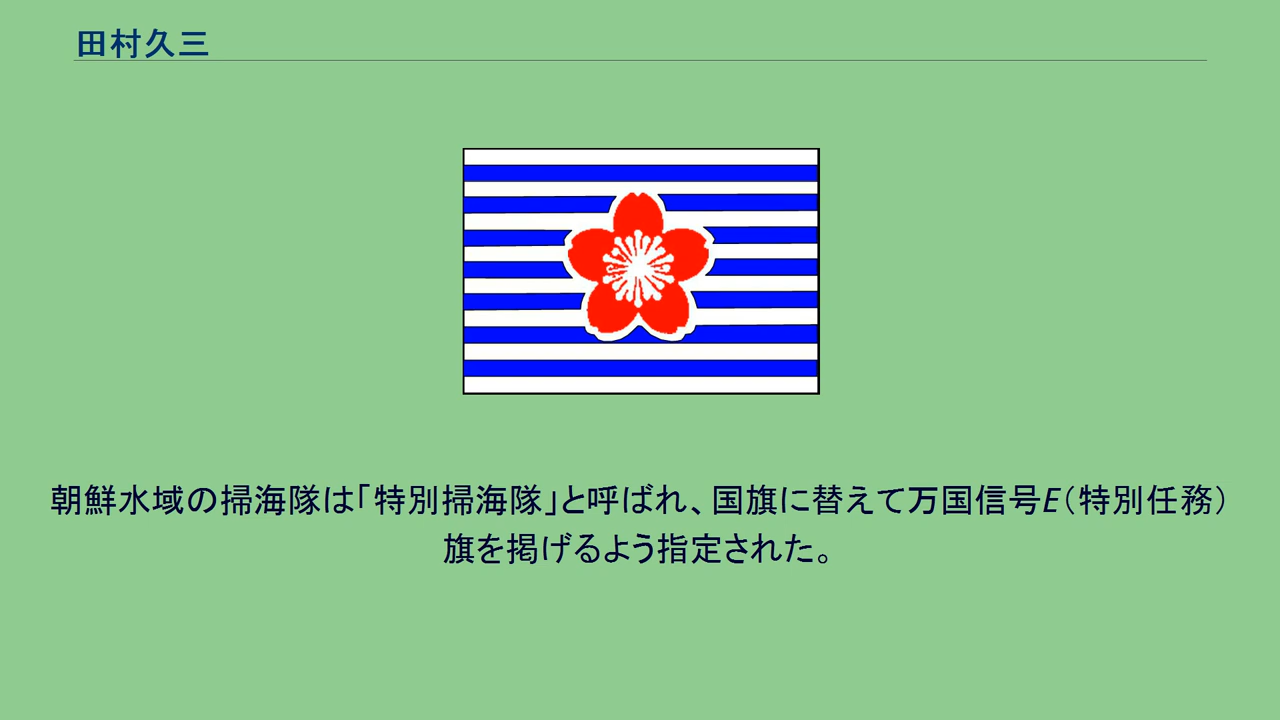 田村久三
朝鮮水域の掃海隊は「特別掃海隊」と呼ばれ、国旗に替えて万国信号E（特別任務）
旗を掲げるよう指定された。